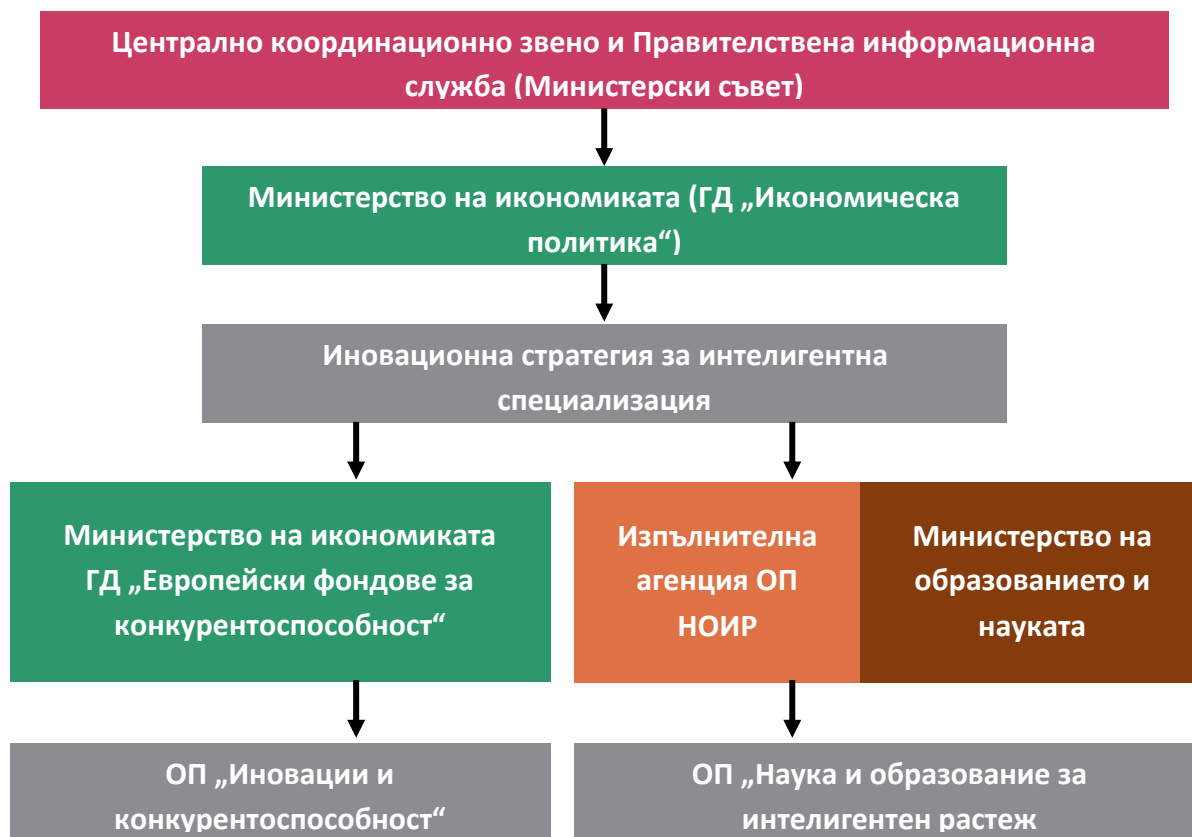 Централно координационно звено и Правителствена информационна
служба (Министерски съвет)
Министерство на икономиката (ГД „Икономическа
политика“)
Иновационна стратегия за интелигентна
специализация
Министерство на икономиката
ГД „Европейски фондове за
конкурентоспособност“
Изпълнителна
агенция ОП
НОИР
Министерство на
образованието и
науката
ОП „Иновации и
конкурентоспособност“
ОП „Наука и образование за
интелигентен растеж